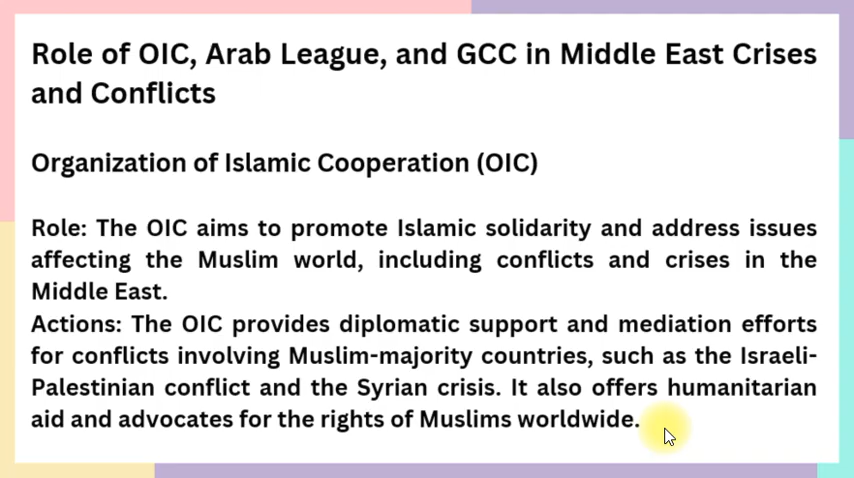 Role of OIC, Arab League, and GCC in Middle East Crises
and Conflicts
Organization of Islamic Cooperation (OIC)
Role: The OIC aims to promote Islamic solidarity and address issues
affecting the Muslim world, including conflicts and crises in the
Middle East.
Actions: The OIC provides diplomatic support and mediation efforts
for conflicts involving Muslim-majority countries, such as the Israeli-
Palestinian conflict and the Syrian crisis. It also offers humanitarian
aid and advocates for the rights of Muslims worldwide.